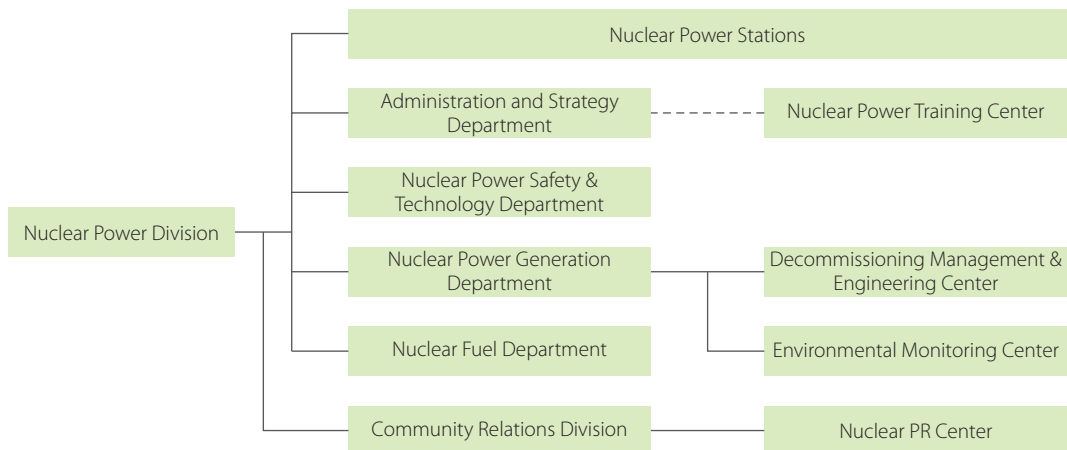 Nuclear Power Stations
Administration and Strategy
Department
Nuclear Power Training Center
Nuclear Power Safety &
Technology Department
Nuclear Power Division
Nuclear Power Generation
Department
Decommissioning Management &
Engineering Center
Nuclear Fuel Department
Environmental Monitoring Center
Community Relations Division
Nuclear PR Center